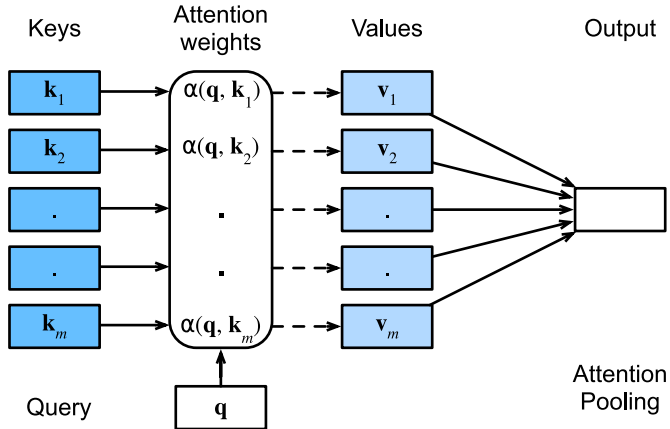 Keys
Attention
weights
Values
Output
k1
α(q, k1)
v1
k2
α(q, k2)
v2
.
.
.
.
.
.
km
α(q, km)
vm
Query
q
Attention
Pooling